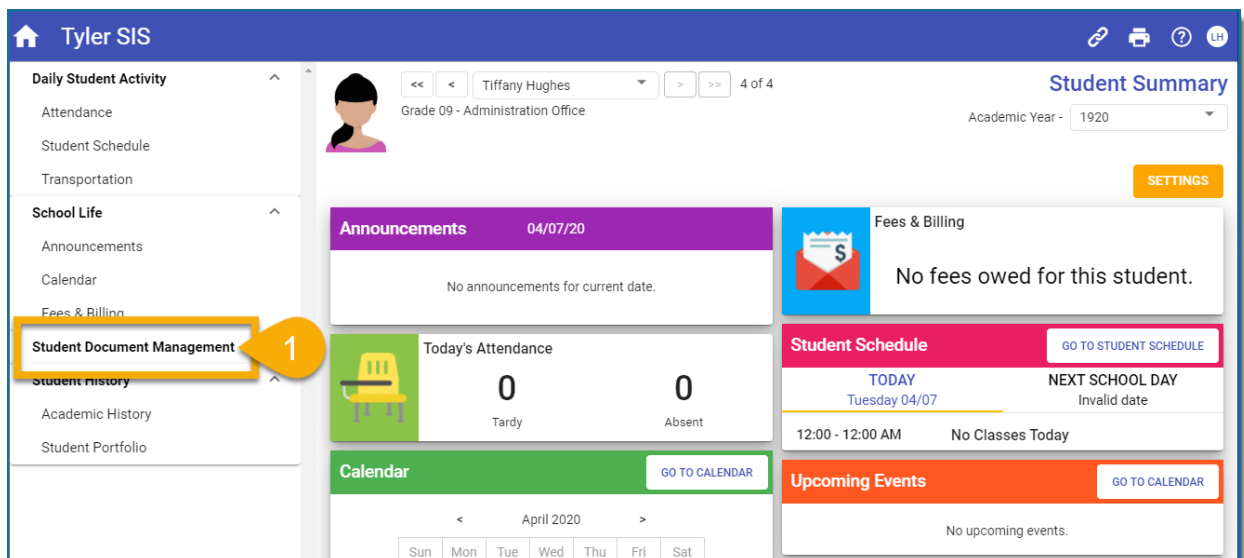 Tyler SIS
LH
Daily Student Activity
Attendance
Student Schedule
Transportation
School Life
Announcements
Calendar
Fees & Billing
Student Document Management
1
Student History
Academic History
Student Portfolio
<< < Tiffany Hughes > >> 4 of 4
Grade 09 - Administration Office
Student Summary
Academic Year - 1920
SETTINGS
Announcements 04/07/20
No announcements for current date.
Fees & Billing
$
No fees owed for this student.
Today's Attendance
0 0
Tardy Absent
Student Schedule GO TO STUDENT SCHEDULE
TODAY NEXT SCHOOL DAY
Tuesday 04/07 Invalid date
12:00 - 12:00 AM No Classes Today
Calendar GO TO CALENDAR
< April 2020 >
Sun Mon Tue Wed Thu Fri Sat
Upcoming Events GO TO CALENDAR
No upcoming events.